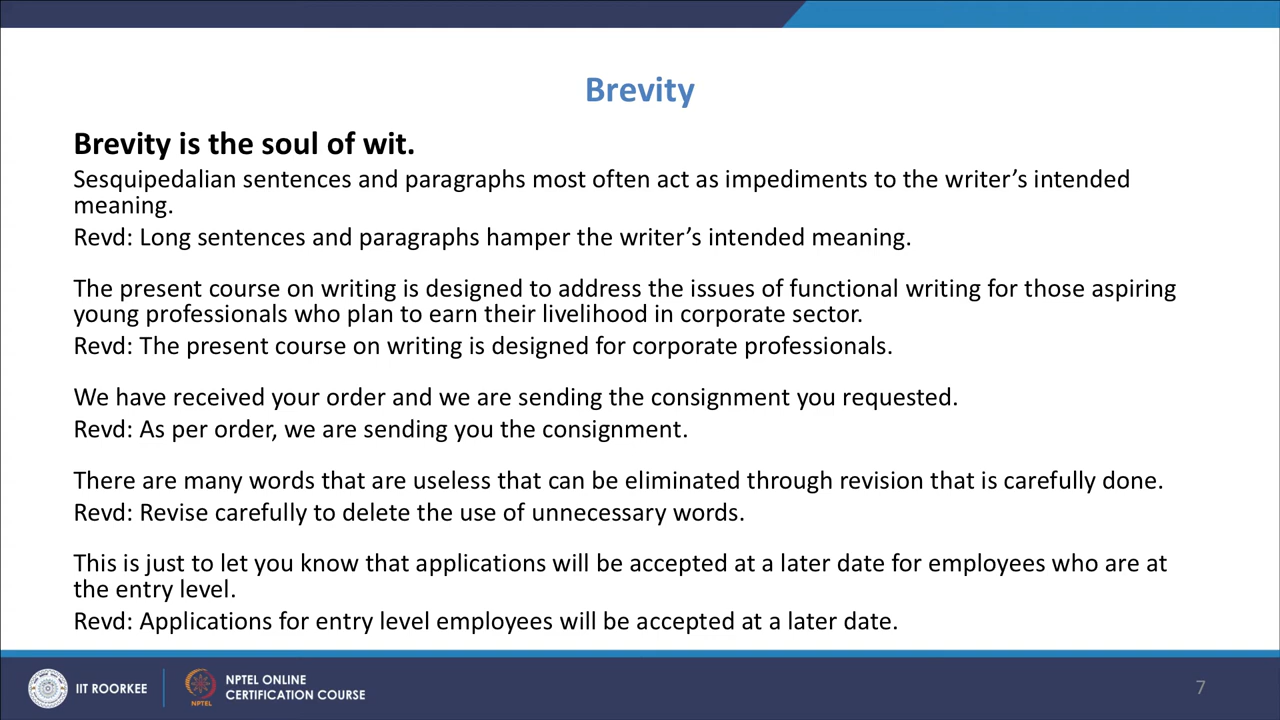 Brevity
Brevity is the soul of wit.
Sesquipedalian sentences and paragraphs most often act as impediments to the writer’s intended
meaning.
Revd: Long sentences and paragraphs hamper the writer’s intended meaning.
The present course on writing is designed to address the issues of functional writing for those aspiring
young professionals who plan to earn their livelihood in corporate sector.
Revd: The present course on writing is designed for corporate professionals.
We have received your order and we are sending the consignment you requested.
Revd: As per order, we are sending you the consignment.
There are many words that are useless that can be eliminated through revision that is carefully done.
Revd: Revise carefully to delete the use of unnecessary words.
This is just to let you know that applications will be accepted at a later date for employees who are at
the entry level.
Revd: Applications for entry level employees will be accepted at a later date.
IIT ROORKEE
NPTEL
NPTEL ONLINE
CERTIFICATION COURSE
7